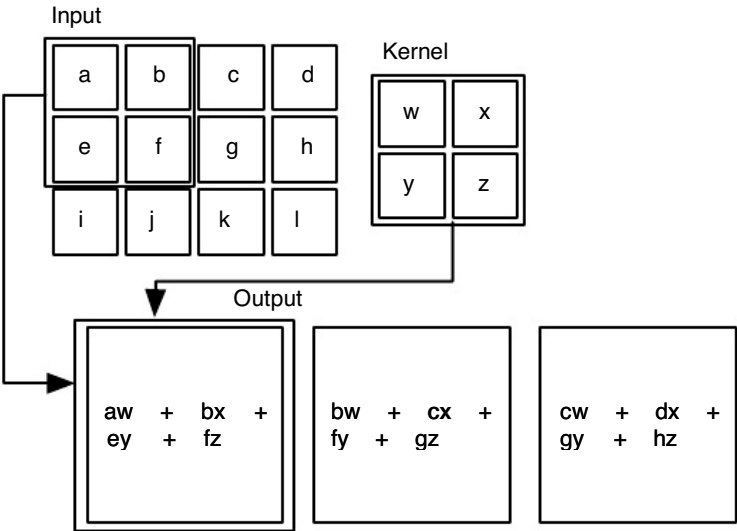 Input
a b c d
Kernel
e f g h
w x
i j k l
y z
Output
aw + bx +
ey + fz
bw + cx +
fy + gz
cw + dx +
gy + hz